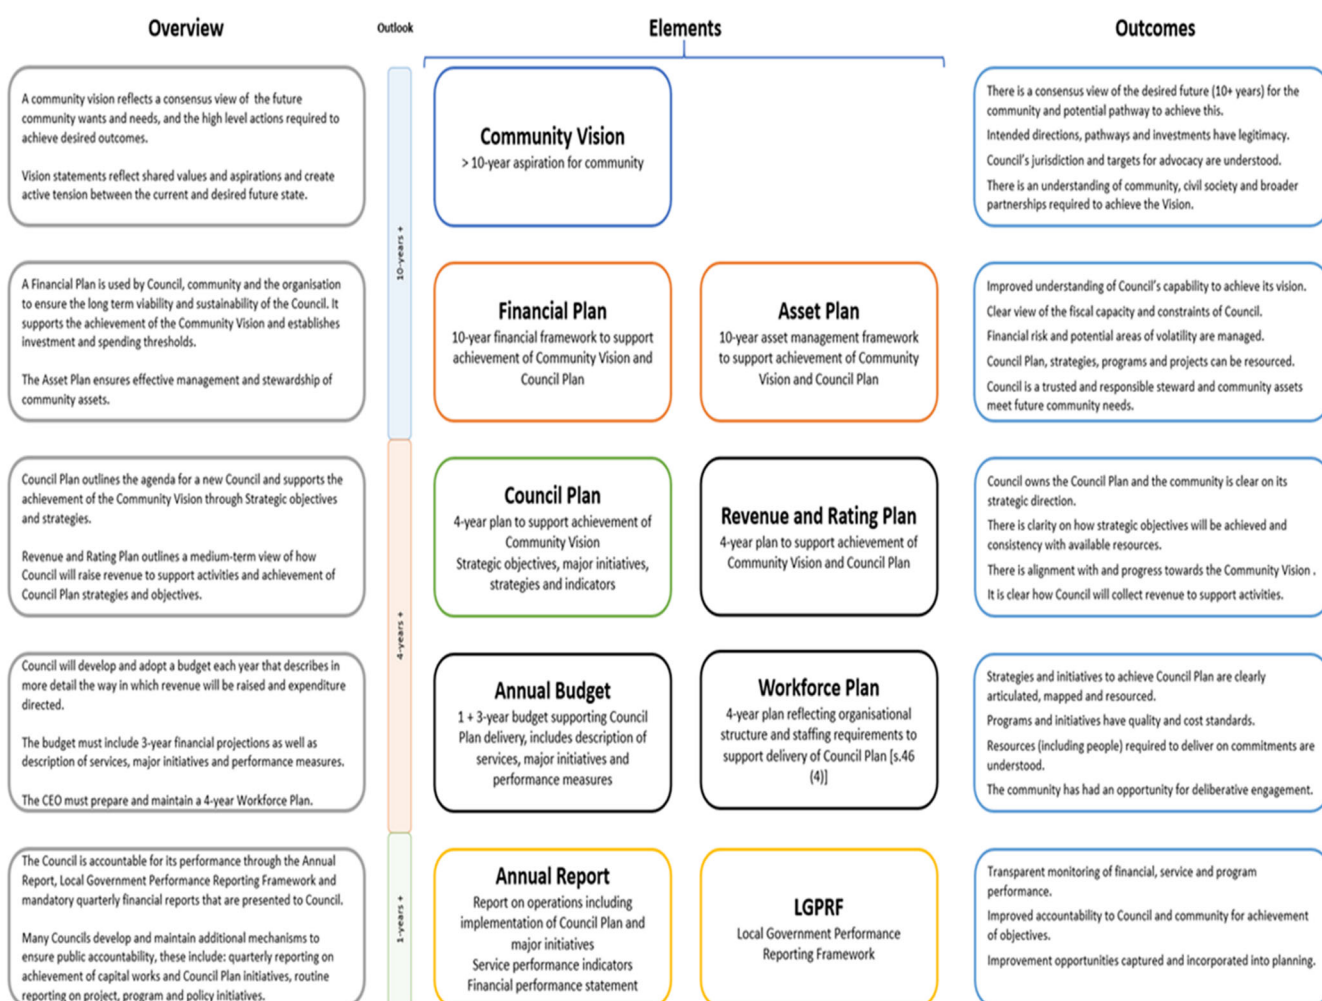 Overview
Outlook
Elements
Outcomes
A community vision reflects a consensus view of  the future
community wants and needs, and the high level actions required to
achieve desired outcomes.
Vision statements reflect shared values and aspirations and create
active tension between the current and desired future state.
10-years +
Community Vision
> 10-year aspiration for community
There is a consensus view of the desired future (10+ years) for the
community and potential pathway to achieve this.
Intended directions, pathways and investments have legitimacy.
Council's jurisdiction and targets for advocacy are understood.
There is an understanding of community, civil society and broader
partnerships required to achieve the Vision.
A Financial Plan is used by Council, community and the organisation
to ensure the long term viability and sustainability of the Council. It
supports the achievement of the Community Vision and establishes
investment and spending thresholds.
The Asset Plan ensures effective management and stewardship of
community assets.
Financial Plan
10-year financial framework to support
achievement of Community Vision and
Council Plan
Asset Plan
10-year asset management framework
to support achievement of Community
Vision and Council Plan
Improved understanding of Council's capability to achieve its vision.
Clear view of the fiscal capacity and constraints of Council.
Financial risk and potential areas of volatility are managed.
Council Plan, strategies, programs and projects can be resourced.
Council is a trusted and responsible steward and community assets
meet future community needs.
Council Plan outlines the agenda for a new Council and supports the
achievement of the Community Vision through Strategic objectives
and strategies.
Revenue and Rating Plan outlines a medium-term view of how
Council will raise revenue to support activities and achievement of
Council Plan strategies and objectives.
4-years +
Council Plan
4-year plan to support achievement of
Community Vision
Strategic objectives, major initiatives,
strategies and indicators
Revenue and Rating Plan
4-year plan to support achievement of
Community Vision and Council Plan
Council owns the Council Plan and the community is clear on its
strategic direction.
There is clarity on how strategic objectives will be achieved and
consistency with available resources.
There is alignment with and progress towards the Community Vision .
It is clear how Council will collect revenue to support activities.
Council will develop and adopt a budget each year that describes in
more detail the way in which revenue will be raised and expenditure
directed.
The budget must include 3-year financial projections as well as
description of services, major initiatives and performance measures.
The CEO must prepare and maintain a 4-year Workforce Plan.
Annual Budget
1 + 3-year budget supporting Council
Plan delivery, includes description of
services, major initiatives and
performance measures
Workforce Plan
4-year plan reflecting organisational
structure and staffing requirements to
support delivery of Council Plan [s.46
(4)]
Strategies and initiatives to achieve Council Plan are clearly
articulated, mapped and resourced.
Programs and initiatives have quality and cost standards.
Resources (including people) required to deliver on commitments are
understood.
The community has had an opportunity for deliberative engagement.
The Council is accountable for its performance through the Annual
Report, Local Government Performance Reporting Framework and
mandatory quarterly financial reports that are presented to Council.
Many Councils develop and maintain additional mechanisms to
ensure public accountability, these include: quarterly reporting on
achievement of capital works and Council Plan initiatives, routine
reporting on project, program and policy initiatives.
1-years +
Annual Report
Report on operations including
implementation of Council Plan and
major initiatives
Service performance indicators
Financial performance statement
LGPRF
Local Government Performance
Reporting Framework
Transparent monitoring of financial, service and program
performance.
Improved accountability to Council and community for achievement
of objectives.
Improvement opportunities captured and incorporated into planning.